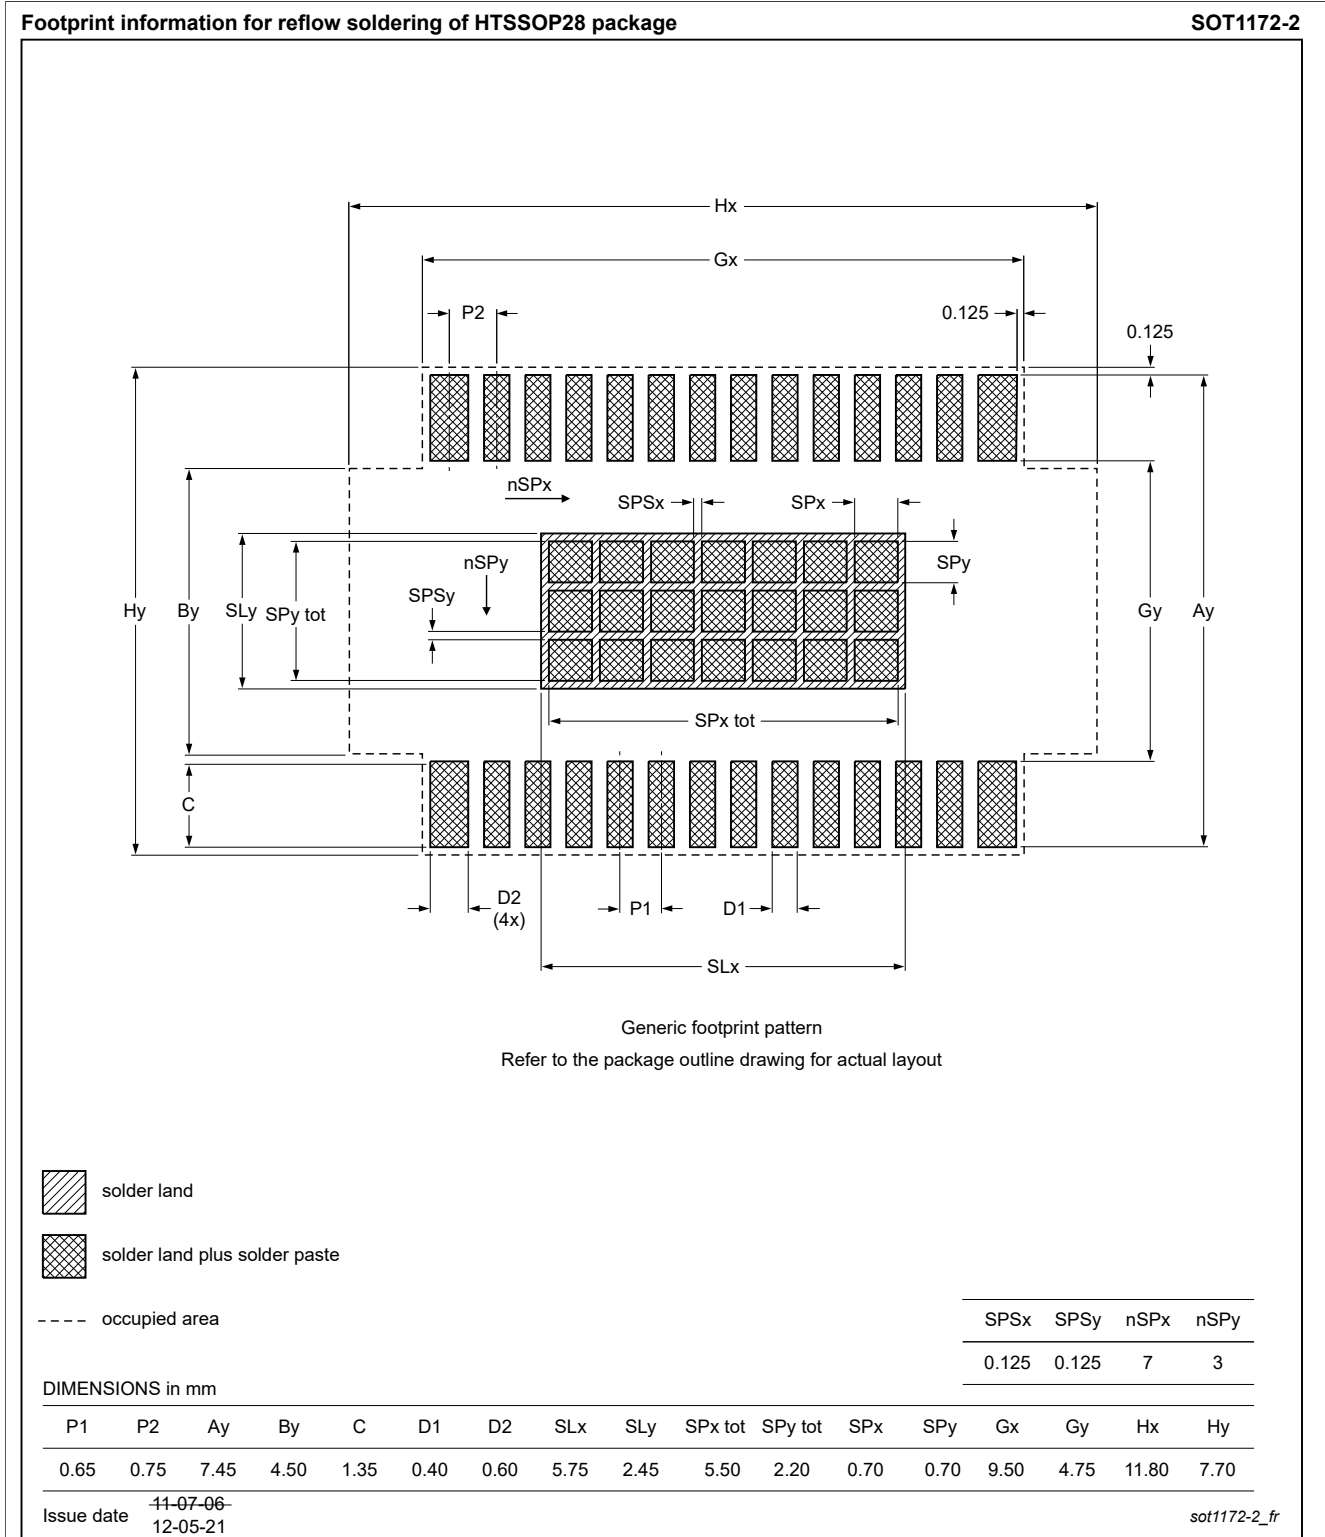 Footprint information for reflow soldering of HTSSOP28 package SOT1172-2
Hx
Gx
P2 0.125
0.125
nSPx
SPSx SPx
nSPy SPy
SPSy
Hy By SLy SPy tot Gy Ay
SPx tot
C
D2
(4x)
P1 D1
SLx
Generic footprint pattern
Refer to the package outline drawing for actual layout
solder land
solder land plus solder paste
occupied area
SPSx SPSy nSPx nSPy
0.125 0.125 7 3
DIMENSIONS in mm
P1 P2 Ay By C D1 D2 SLx SLy SPx tot SPy tot SPx SPy Gx Gy Hx Hy
0.65 0.75 7.45 4.50 1.35 0.40 0.60 5.75 2.45 5.50 2.20 0.70 0.70 9.50 4.75 11.80 7.70
Issue date 11-07-06
12-05-21
sot1172-2_fr